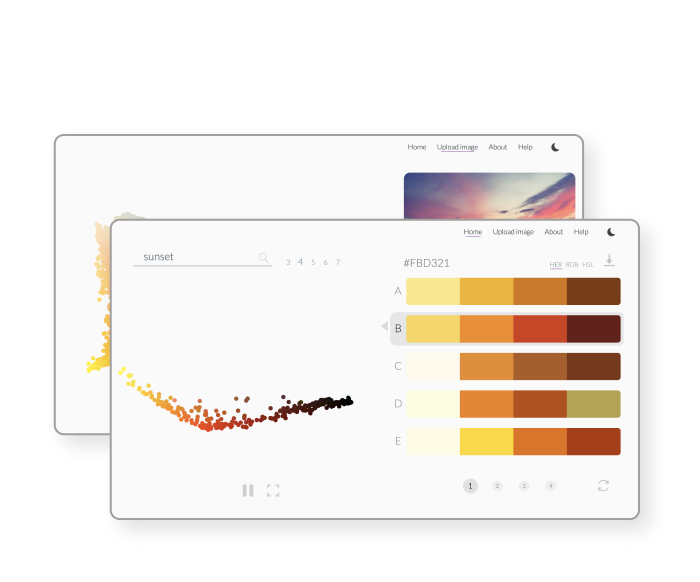 Home Upload image About Help
Home Upload image About Help
sunset
3 4 5 6 7
#FBD321
HEX RGB HSL
A
B
C
D
E
1 2 3 4